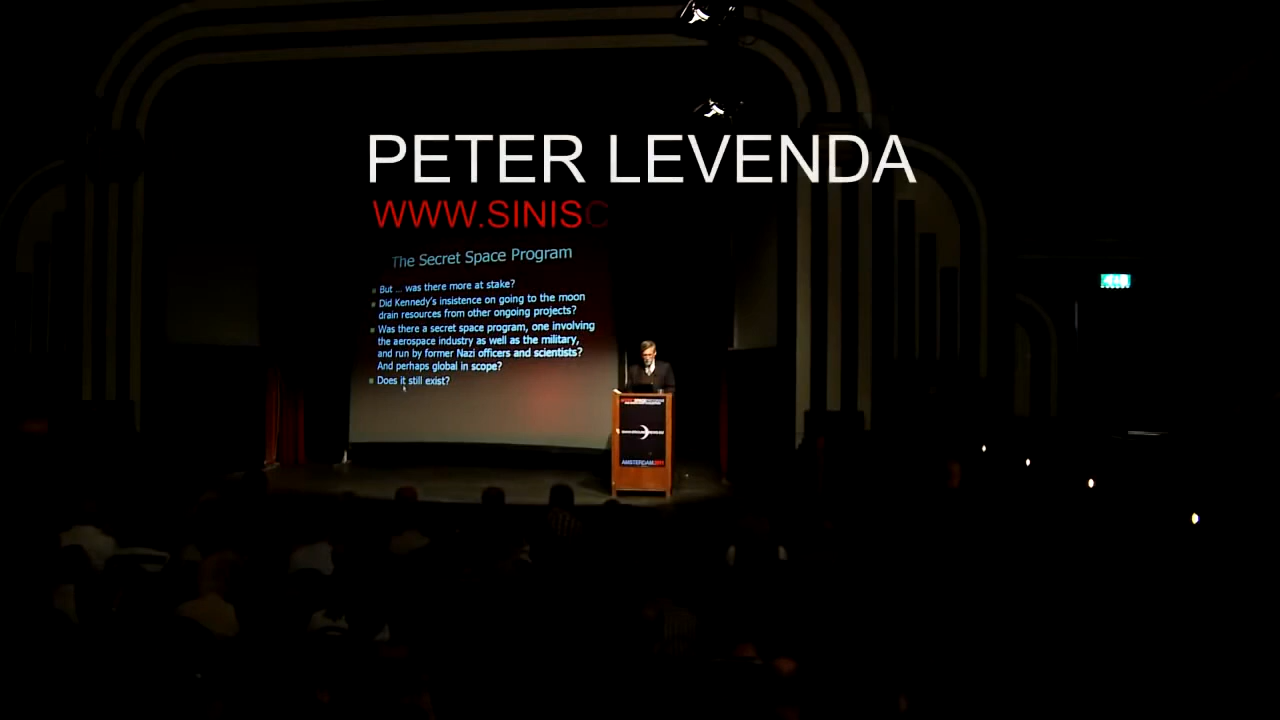 PETER LEVENDA
WWW.SINISC
The Secret Space Program
But ... was there more at stake?
Did Kennedy's insistence on going to the moon
drain resources from other ongoing projects?
Was there a secret space program, one involving
the aerospace industry as well as the military,
and run by former Nazi officers and scientists?
And perhaps global in scope?
Does it still exist?
AMSTERDAM2011